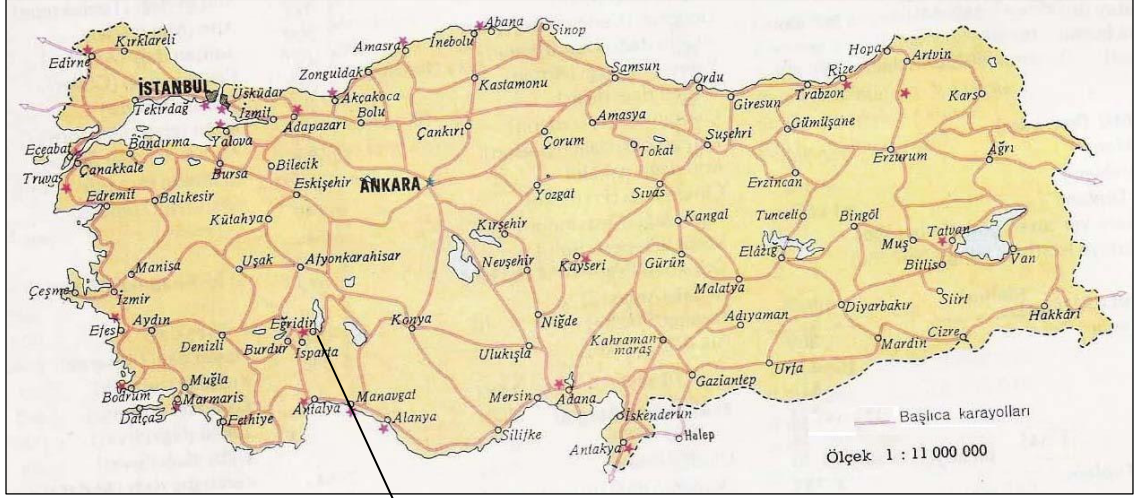 Abana
Sinop
İnebolu
Kırklareli
Amasra
Edirne
Hopa
Artvin
Zonguldak
Samsun
Rize
Kastamonu
Ordu
İSTANBUL
Üsküdar
Trabzon
Kars
Tekirdağ
İzmit
Akçakoca
Giresun
Bolu
Adapazarı
Amasya
Gümüşane
Çankırı
Suşehri
Eceabat
Bandırma
Yalova
Çorum
Tokat
Erzurum
Ağrı
Çanakkale
Bursa
Bilecik
Truva
Eskişehir
ANKARA
Erzincan
Edremit
Balıkesir
Yozgat
Sıvas
Kütahya
Kırşehir
Kangal
Tunceli
Bingöl
Tatvan
Muş
Uşak
Afyonkarahisar
Nevşehir
Kayseri
Gürün
Elâzığ
Van
Manisa
Bitlis
Çeşme
İzmir
Malatya
Siirt
Diyarbakır
Hakkâri
Efes
Aydın
Eğridir
Konya
Niğde
Adıyaman
Denizli
Burdur
Isparta
Kahraman-
maraş
Mardin
Cizre
Ulukışla
Urfa
Muğla
Gaziantep
Bodrum
Marmaris
Manavgat
Mersin
Adana
Datça
Fethiye
Antalya
Alanya
İskenderun
Başlıca karayolları
Silifke
Halep
Antakya
Ölçek 1 : 11 000 000